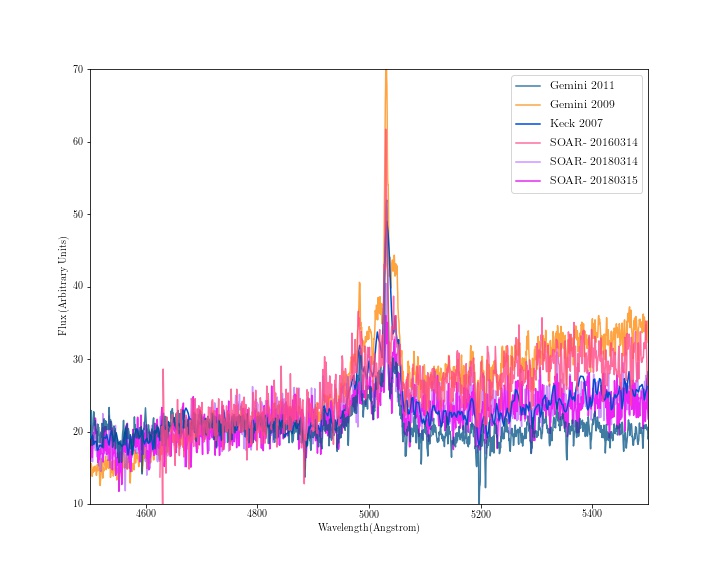 70
60
50
40
30
20
10
Flux(Arbitrary Units)
4600
4800
5000
5200
5400
Wavelength(Angstrom)
Gemini 2011
Gemini 2009
Keck 2007
SOAR- 20160314
SOAR- 20180314
SOAR- 20180315